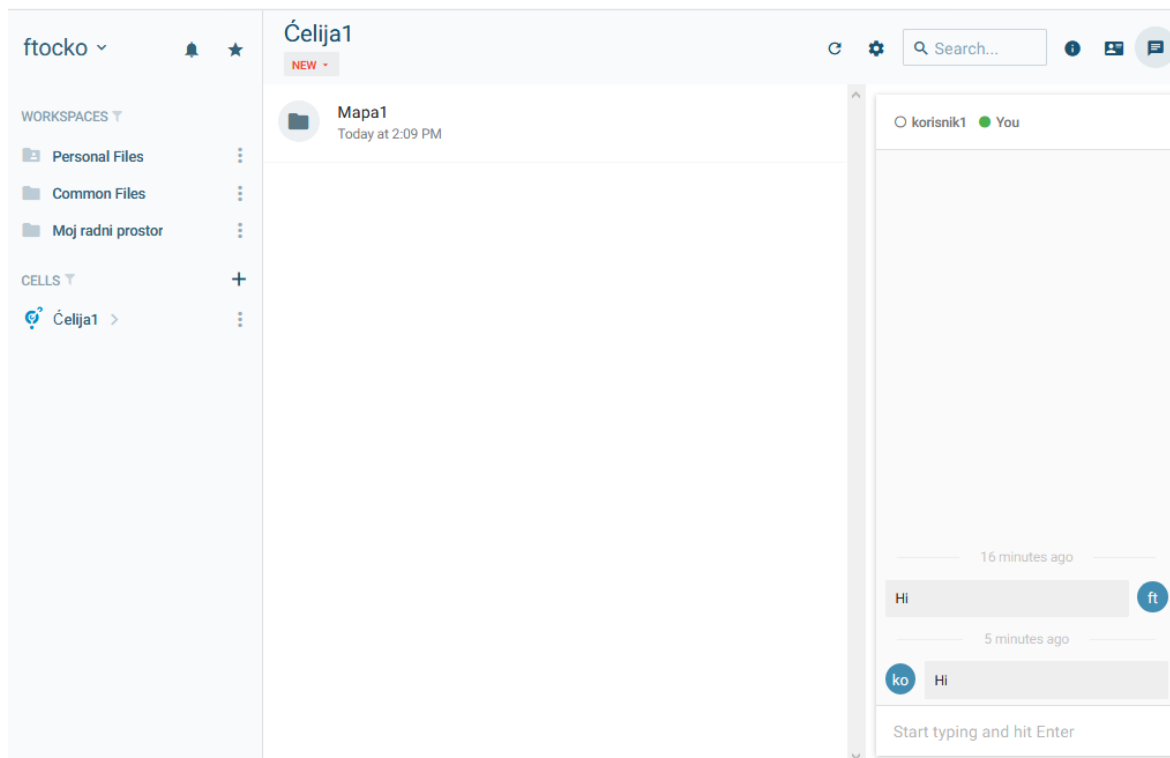 ftocko
WORKSPACES
Personal Files
Common Files
Moj radni prostor
CELLS
Ćelija1
Ćelija1
NEW
Search...
Mapa1
Today at 2:09 PM
korisnik1 You
16 minutes ago
Hi
ft
5 minutes ago
ko
Hi
Start typing and hit Enter